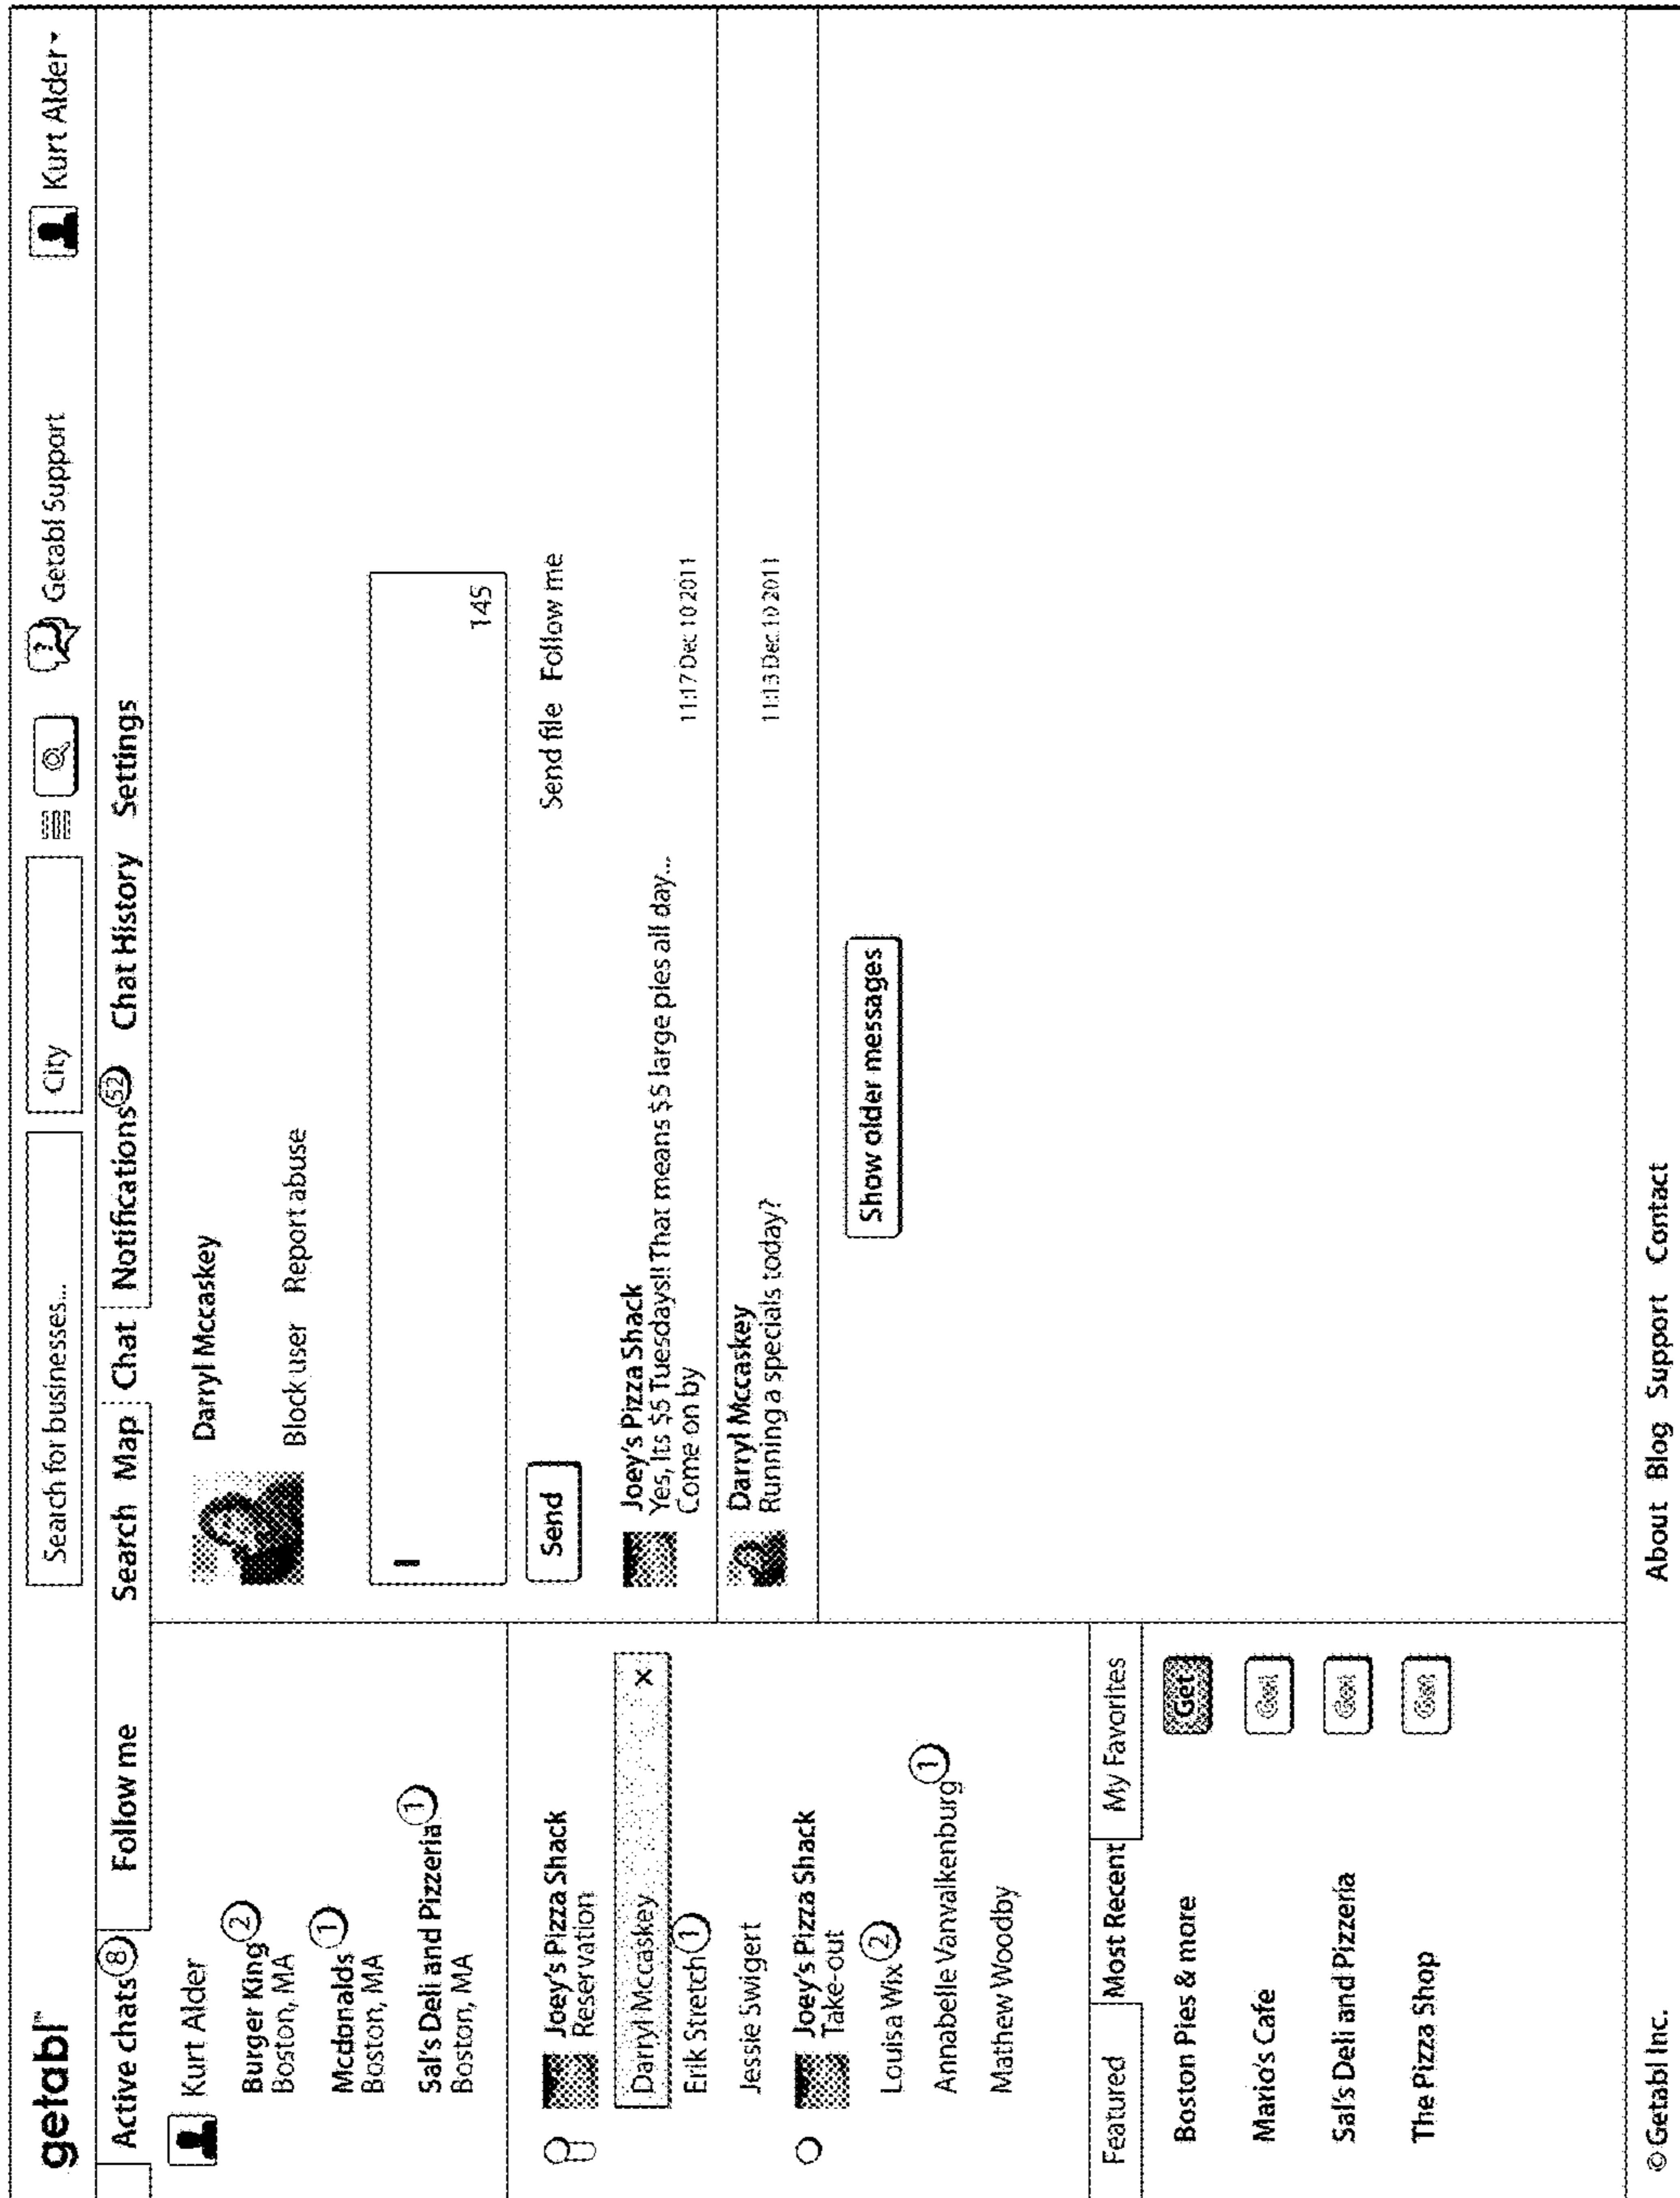 getabl™
Search for businesses...
City
Getabl Support
Kurt Alder
Active chats 8
Follow me
Search Map Chat Notifications 52 Chat History Settings
Kurt Alder
Burger King 2
Boston, MA
Mcdonalds 1
Boston, MA
Sal's Deli and Pizzeria 1
Boston, MA
Joey's Pizza Shack
Reservation
Darryl Mccaskey x
Erik Stretch 1
Jessie Swigert
Joey's Pizza Shack
Take-out
Louisa Wix 2
Annabelle Vanvalkenburg 1
Mathew Woodby
Featured Most Recent My Favorites
Boston Pies & more Get
Mario's Cafe Get
Sal's Deli and Pizzeria Get
The Pizza Shop Get
Darryl Mccaskey
Block user Report abuse
145
Send
Send file Follow me
Joey's Pizza Shack
Yes, Its $5 Tuesdays!! That means $5 large pies all day...
Come on by
11:17 Dec 10 2011
Darryl Mccaskey
Running a specials today?
11:13 Dec 10 2011
Show older messages
© Getabl Inc.
About Blog Support Contact